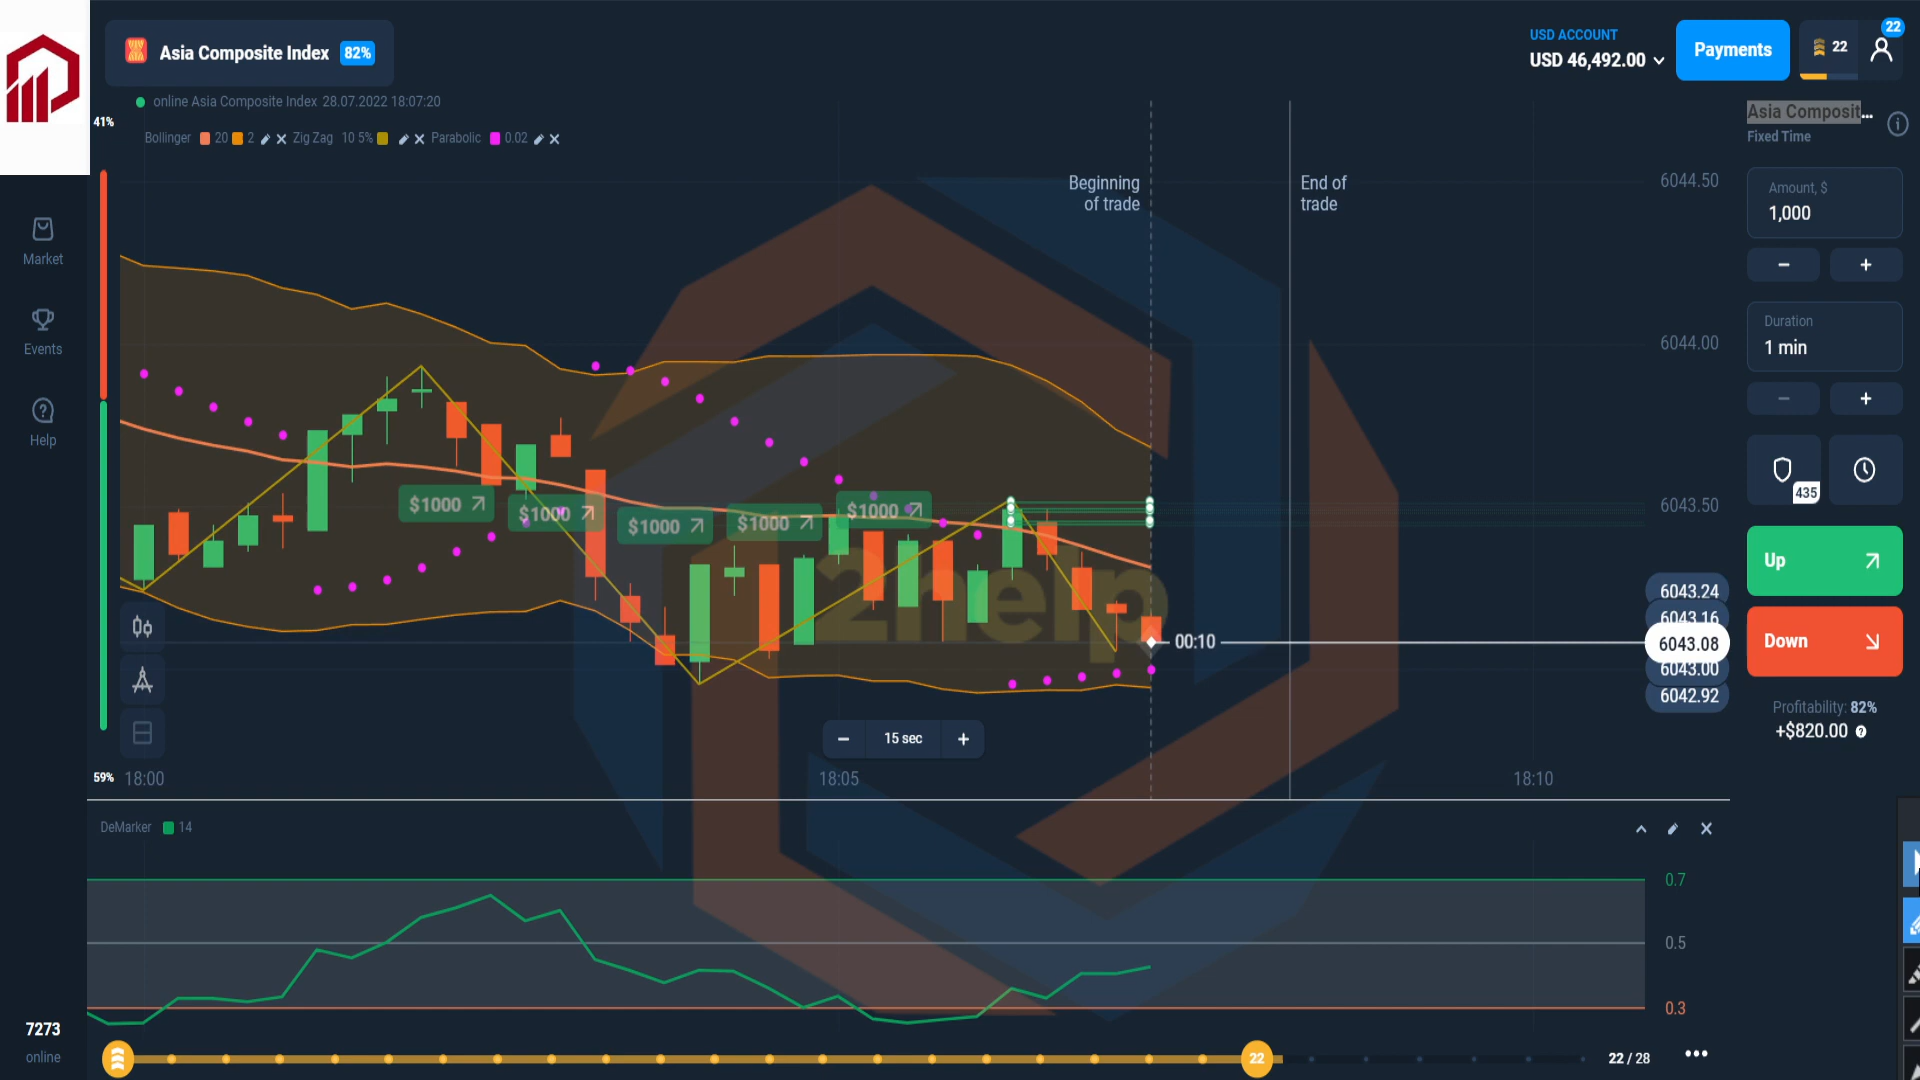 Asia Composite Index 82%
USD ACCOUNT
USD 46,492.00
Payments
22
22
online Asia Composite Index 28.07.2022 18:07:20
41%
Bollinger 20 2 Zig Zag 10 5% Parabolic 0.02
Asia Composit...
Fixed Time
Beginning
of trade
End of
trade
6044.50
6044.00
6043.50
Amount, $
1,000
Market
Events
Help
Duration
1 min
435
$1000
$1000
$1000
$1000
$1000
2help
Up
Down
00:10
6043.24
6043.16
6043.08
6043.00
6042.92
Profitability: 82%
+$820.00
15 sec
59%
18:00
18:05
18:10
DeMarker 14
0.7
0.5
0.3
7273
online
22
22 / 28